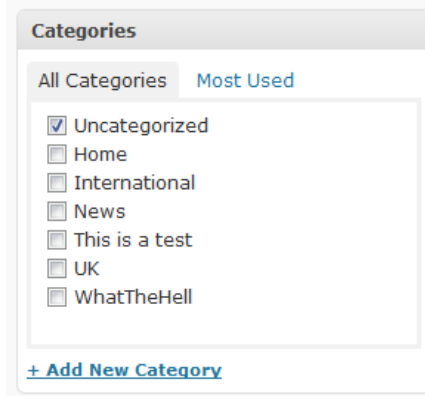 Categories
All Categories Most Used
Uncategorized
Home
International
News
This is a test
UK
WhatTheHell
+ Add New Category